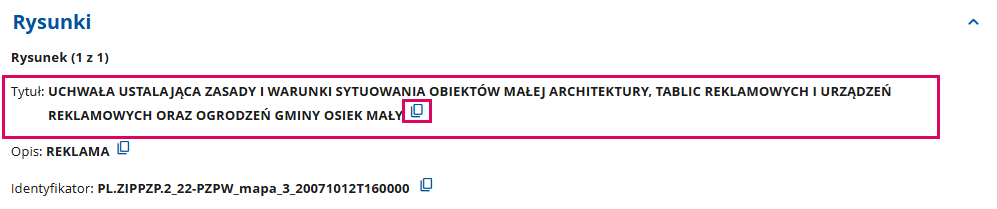 Rysunki
Rysunek (1 z 1)
Tytuł: UCHWAŁA USTALAJĄCA ZASADY I WARUNKI SYTUOWANIA OBIEKTÓW MAŁEJ ARCHITEKTURY, TABLIC REKLAMOWYCH I URZĄDZEŃ
REKLAMOWYCH ORAZ OGRODZEŃ GMINY OSIEK MAŁY
Opis: REKLAMA
Identyfikator: PL.ZIPPZP.2_22-PZPW_mapa_3_20071012T160000